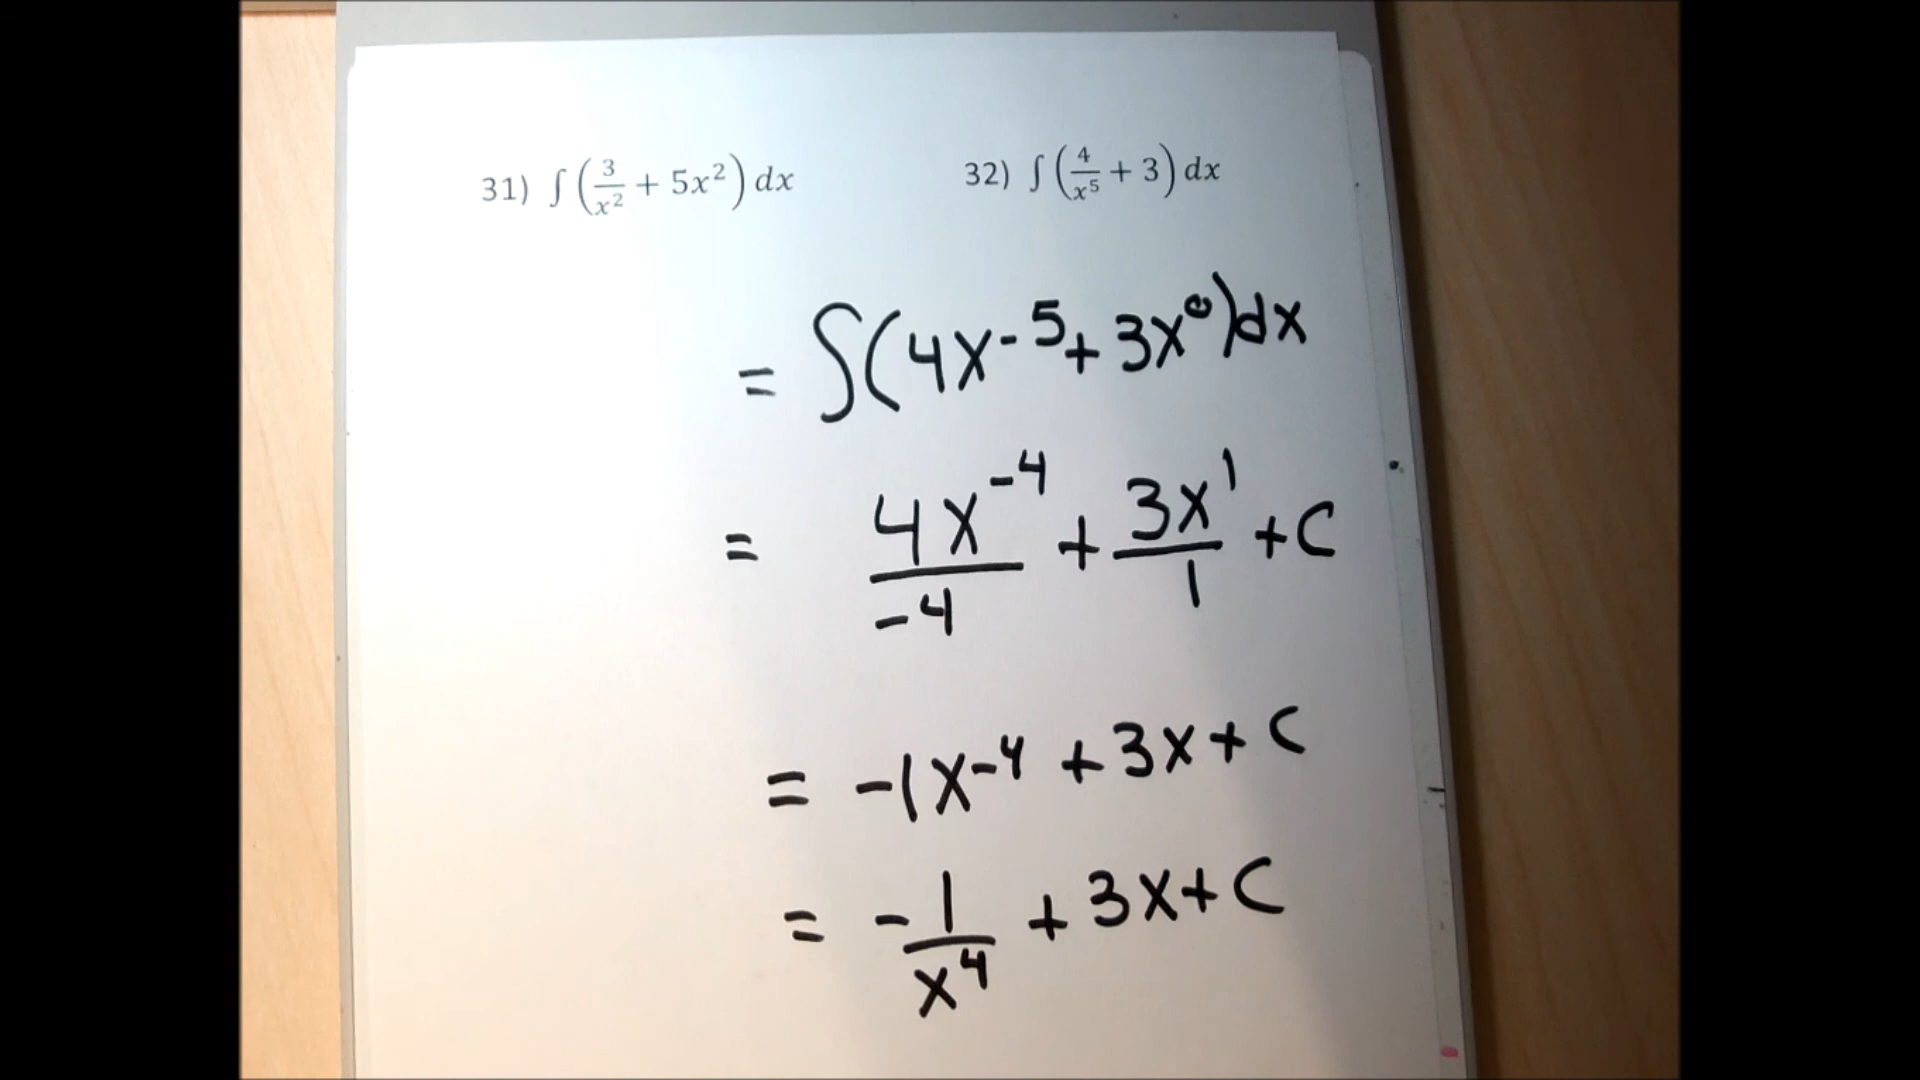 31) ∫(3/x² + 5x²) dx
32) ∫(4/x⁵ + 3) dx
= ∫(4x⁻⁵ + 3x⁰)dx
= 4x⁻⁴/-4 + 3x¹/1 + C
= -1x⁻⁴ + 3x + C
= -1/x⁴ + 3x + C